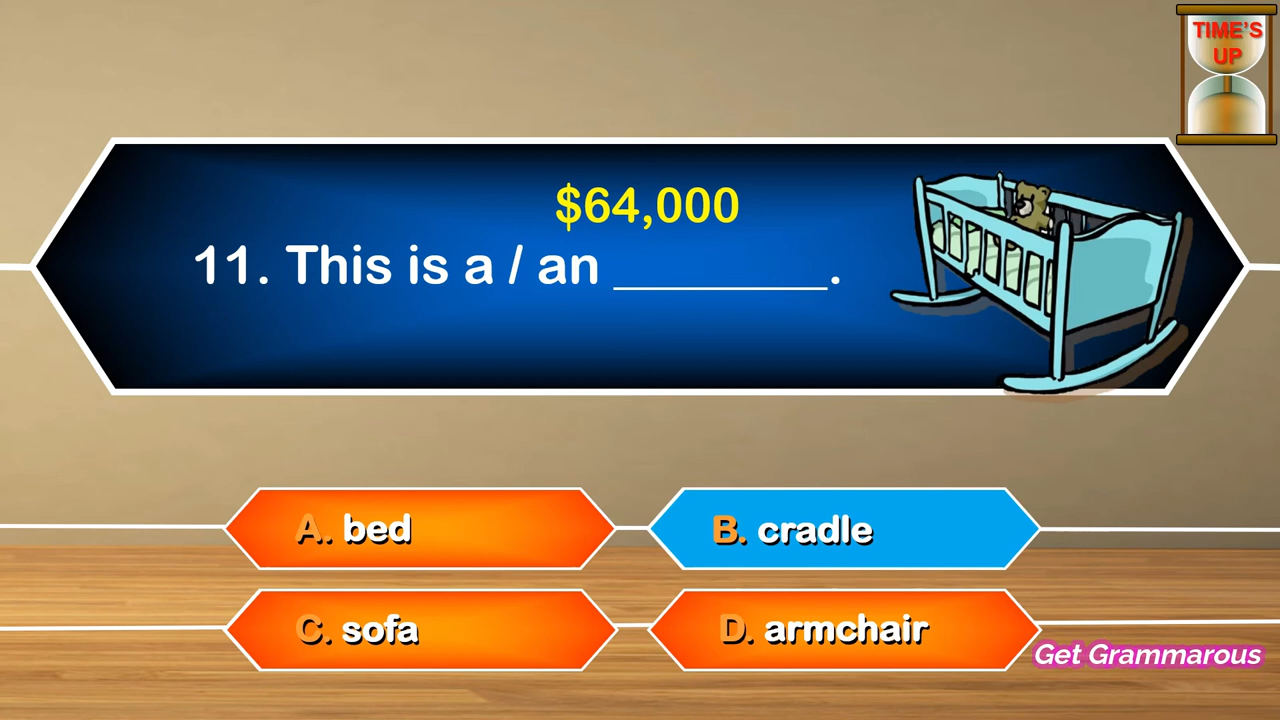 TIME'S
UP
$64,000
11. This is a / an ________.
A. bed
B. cradle
C. sofa
D. armchair
Get Grammarous